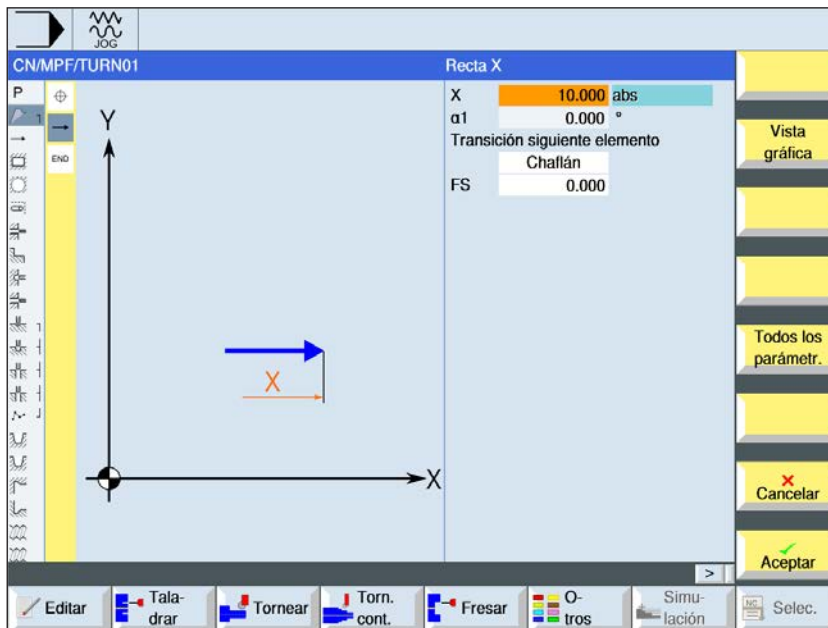 JOG
CN/MPF/TURN01
Recta X
P
END
Y
X
X
X 10.000 abs
α1 0.000 °
Transición siguiente elemento
Chaflán
FS 0.000
Vista
gráfica
Todos los
parámetr.
Cancelar
Aceptar
>
Editar
Tala-
drar
Tornear
Torn.
cont.
Fresar
O-
tros
Simu-
lación
NC
Selec.